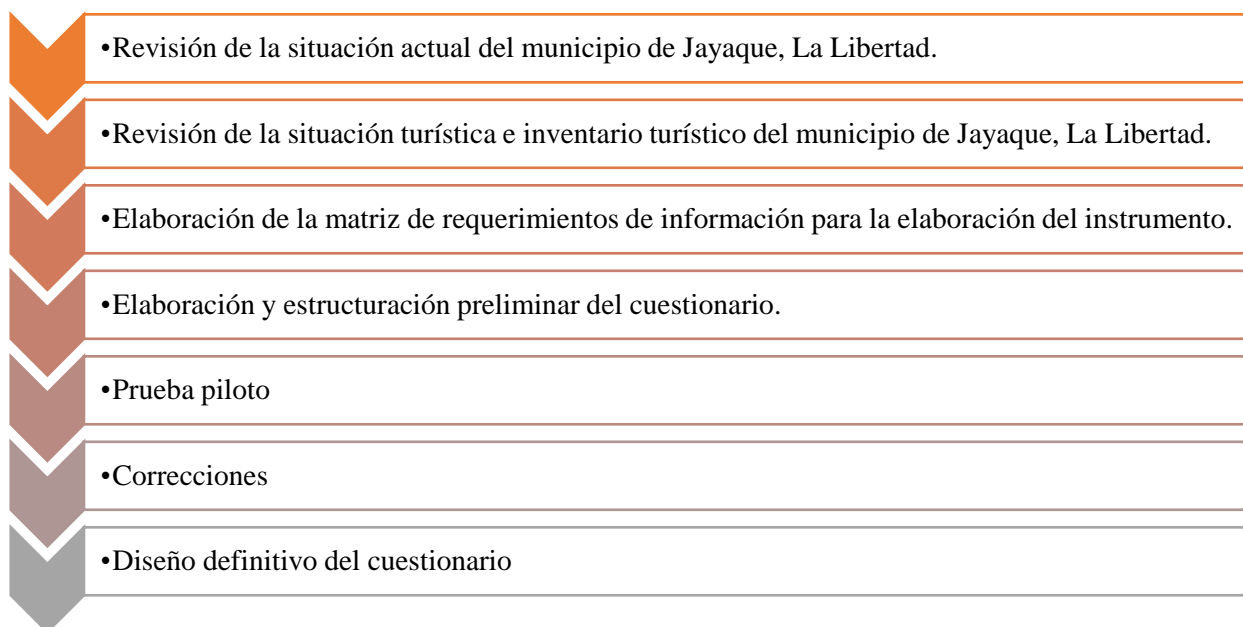 •Revisión de la situación actual del municipio de Jayaque, La Libertad.
•Revisión de la situación turística e inventario turístico del municipio de Jayaque, La Libertad.
•Elaboración de la matriz de requerimientos de información para la elaboración del instrumento.
•Elaboración y estructuración preliminar del cuestionario.
•Prueba piloto
•Correcciones
•Diseño definitivo del cuestionario